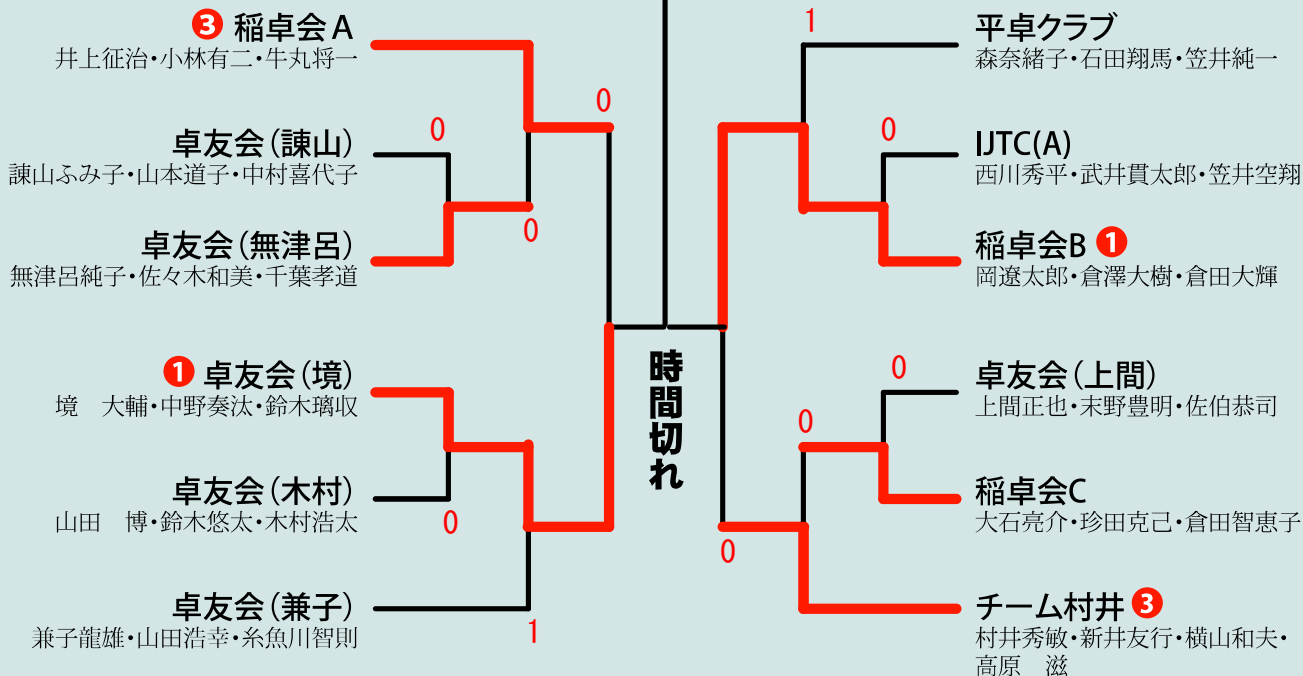 ❸ 稲卓会A
井上征治・小林有二・牛丸将一
0
0
卓友会(諌山)
諌山ふみ子・山本道子・中村喜代子
0
卓友会(無津呂)
無津呂純子・佐々木和美・千葉孝道
❶ 卓友会(境)
境　大輔・中野奏汰・鈴木璃収
卓友会(木村)
山田　博・鈴木悠太・木村浩太
0
卓友会(兼子)
兼子龍雄・山田浩幸・糸魚川智則
1
時間切れ
1
平卓クラブ
森奈緒子・石田翔馬・笠井純一
0
IJTC(A)
西川秀平・武井貫太郎・笠井空翔
稲卓会B ❶
岡遼太郎・倉澤大樹・倉田大輝
0
卓友会(上間)
上間正也・末野豊明・佐伯恭司
0
稲卓会C
大石亮介・珍田克己・倉田智恵子
0
チーム村井 ❸
村井秀敏・新井友行・横山和夫・
高原　滋